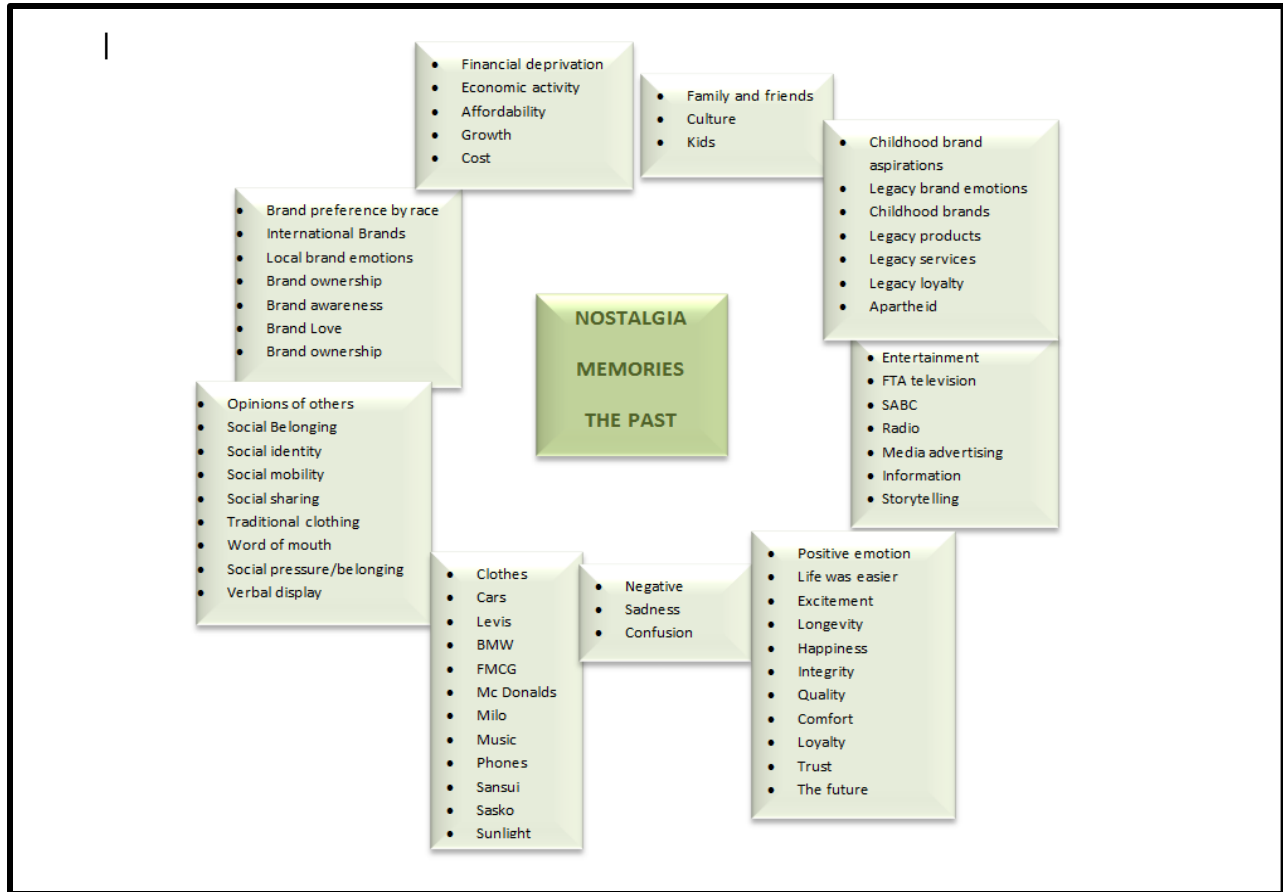 • Financial deprivation
• Economic activity
• Affordability
• Growth
• Cost
• Family and friends
• Culture
• Kids
• Childhood brand
aspirations
• Legacy brand emotions
• Childhood brands
• Legacy products
• Legacy services
• Legacy loyalty
• Apartheid
• Entertainment
• FTA television
• SABC
• Radio
• Media advertising
• Information
• Storytelling
• Positive emotion
• Life was easier
• Excitement
• Longevity
• Happiness
• Integrity
• Quality
• Comfort
• Loyalty
• Trust
• The future
• Negative
• Sadness
• Confusion
• Clothes
• Cars
• Levis
• BMW
• FMCG
• Mc Donalds
• Milo
• Music
• Phones
• Sansui
• Sasko
• Sunlight
• Opinions of others
• Social Belonging
• Social identity
• Social mobility
• Social sharing
• Traditional clothing
• Word of mouth
• Social pressure/belonging
• Verbal display
• Brand preference by race
• International Brands
• Local brand emotions
• Brand ownership
• Brand awareness
• Brand Love
• Brand ownership
NOSTALGIA
MEMORIES
THE PAST